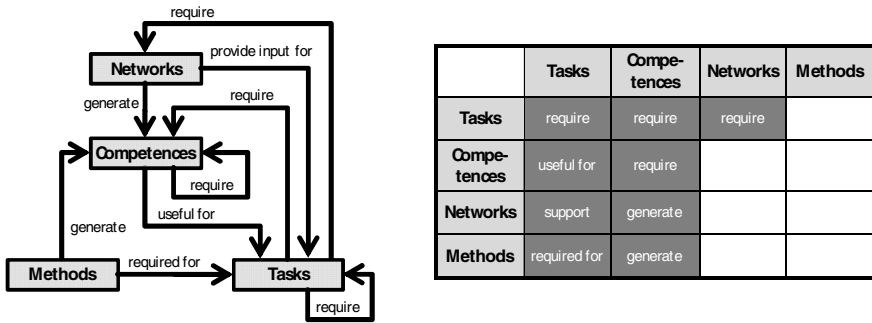 require
provide input for
Networks
generate
require
Competences
require
useful for
generate
required for
Methods
Tasks
require
Tasks
Compe-
tences
Networks
Methods
Tasks
require
require
require
Compe-
tences
useful for
require
Networks
support
generate
Methods
required for
generate